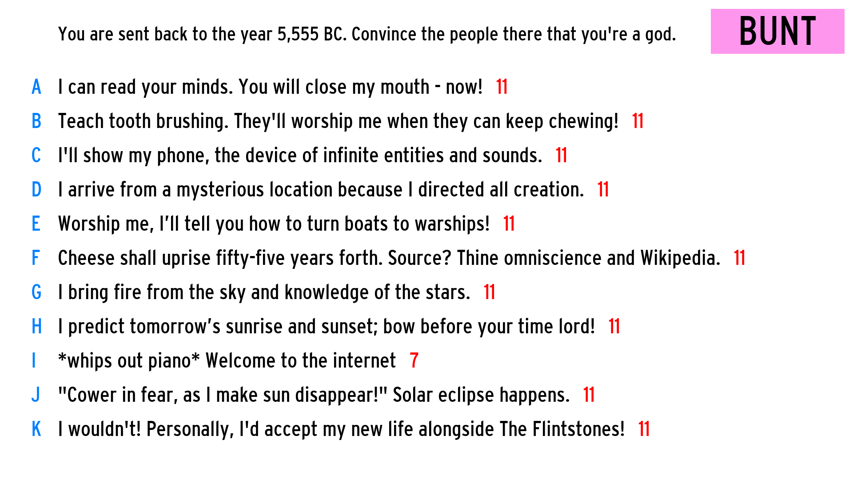 You are sent back to the year 5,555 BC. Convince the people there that you're a god.
BUNT
A I can read your minds. You will close my mouth - now! 11
B Teach tooth brushing. They'll worship me when they can keep chewing! 11
C I'll show my phone, the device of infinite entities and sounds. 11
D I arrive from a mysterious location because I directed all creation. 11
E Worship me, I’ll tell you how to turn boats to warships! 11
F Cheese shall uprise fifty-five years forth. Source? Thine omniscience and Wikipedia. 11
G I bring fire from the sky and knowledge of the stars. 11
H I predict tomorrow’s sunrise and sunset; bow before your time lord! 11
I *whips out piano* Welcome to the internet 7
J "Cower in fear, as I make sun disappear!" Solar eclipse happens. 11
K I wouldn't! Personally, I'd accept my new life alongside The Flintstones! 11